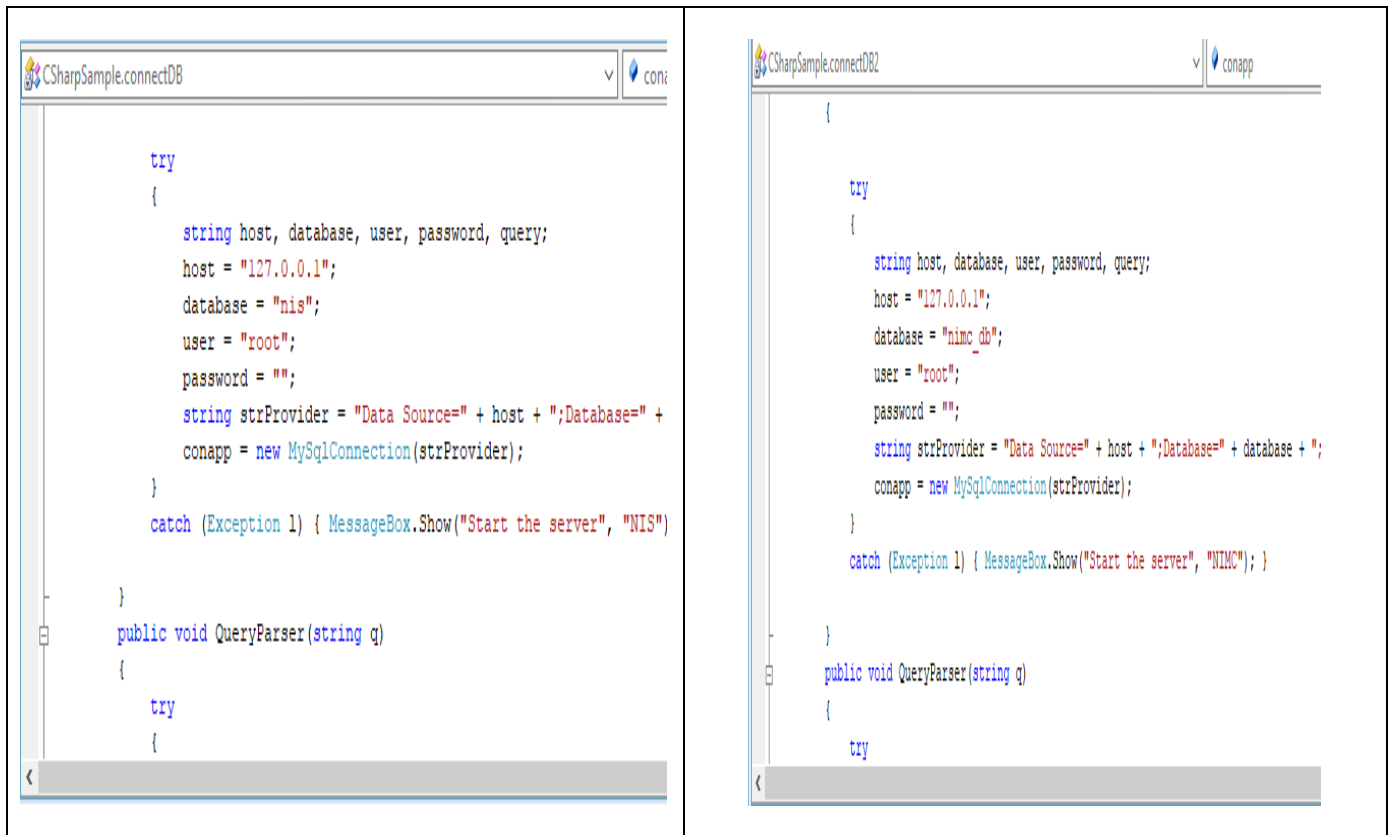 CSharpSample.connectDB
try
{
string host, database, user, password, query;
host = "127.0.0.1";
database = "nis";
user = "root";
password = "";
string strProvider = "Data Source=" + host + ";Database=" +
conapp = new MySqlConnection(strProvider);
}
catch (Exception l) { MessageBox.Show("Start the server", "NIS")
}
public void QueryParser(string q)
{
try
{
CSharpSample.connectDB2 conapp
{
try
{
string host, database, user, password, query;
host = "127.0.0.1";
database = "nimc_db";
user = "root";
password = "";
string strProvider = "Data Source=" + host + ";Database=" + database + ";
conapp = new MySqlConnection(strProvider);
}
catch (Exception l) { MessageBox.Show("Start the server", "NIMC"); }
}
public void QueryParser(string q)
{
try